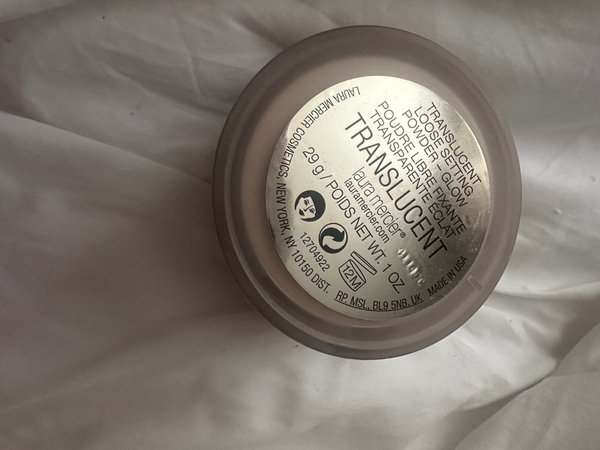 TRANSLUCENT
LOOSE SETTING
POWDER - GLOW
POUDRE LIBRE FIXANTE
TRANSPARENTE ÉCLAT
TRANSLUCENT
laura mercier®
lauramercier.com
29 g / POIDS NET WT. 1 OZ.
12704922
12M
LAURA MERCIER COSMETICS, NEW YORK, NY 10150 DIST. RP. MSL, BL9 5NB, UK MADE IN USA